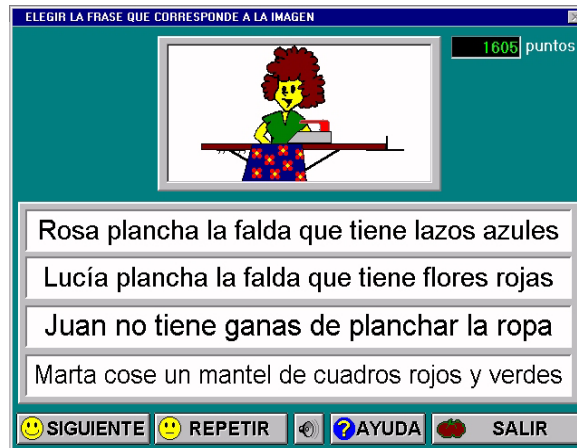 ELEGIR LA FRASE QUE CORRESPONDE A LA IMAGEN
1605 puntos
Rosa plancha la falda que tiene lazos azules
Lucía plancha la falda que tiene flores rojas
Juan no tiene ganas de planchar la ropa
Marta cose un mantel de cuadros rojos y verdes
SIGUIENTE REPETIR ?AYUDA SALIR